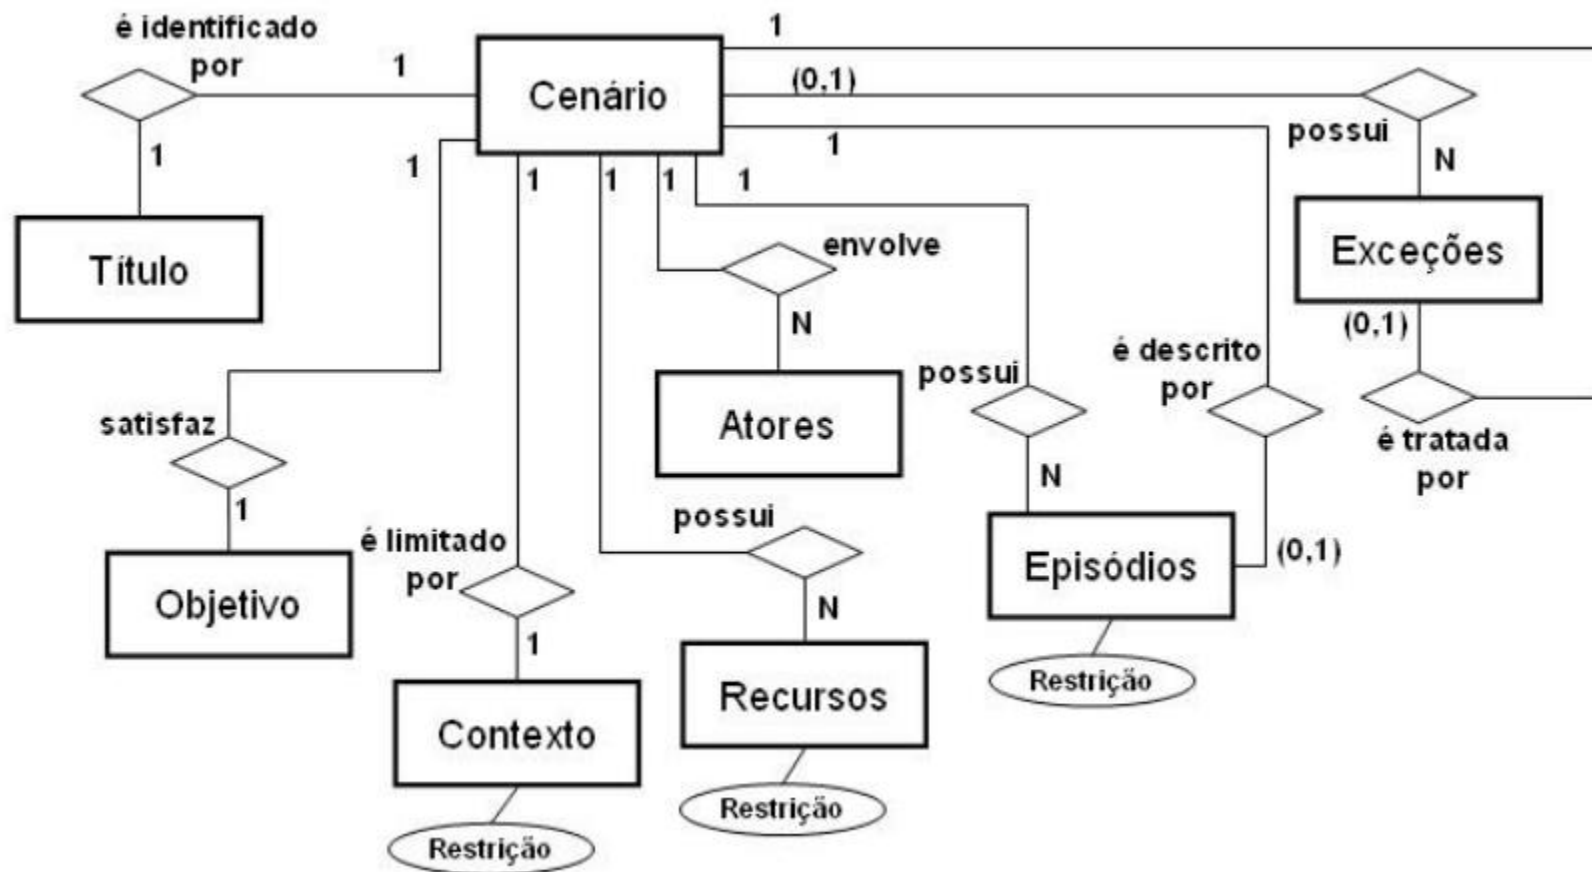 é identificado
por
1
1
Cenário
1
(0,1)
possui
N
1
Título
1
1
1
1
1
1
envolve
N
Exceções
(0,1)
é descrito
por
possui
Atores
satisfaz
é tratada
por
1
N
possui
é limitado
por
(0,1)
Objetivo
Episódios
N
1
Recursos
Restrição
Contexto
Restrição
Restrição